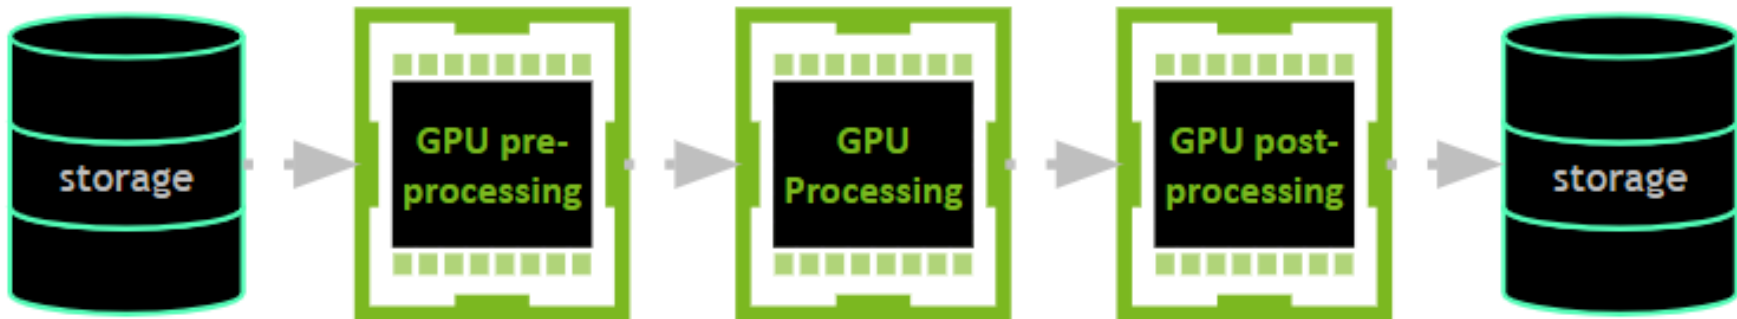 storage
GPU pre-
processing
GPU
Processing
GPU post-
processing
storage